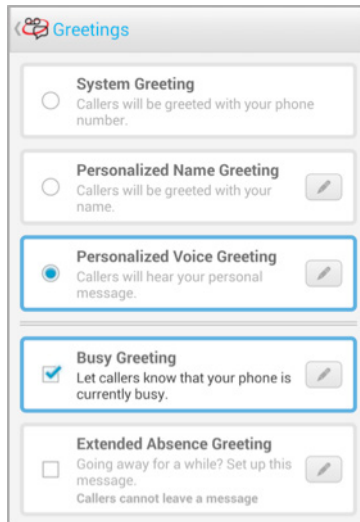 Greetings
System Greeting
Callers will be greeted with your phone
number.
Personalized Name Greeting
Callers will be greeted with your
name.
Personalized Voice Greeting
Callers will hear your personal
message.
Busy Greeting
Let callers know that your phone is
currently busy.
Extended Absence Greeting
Going away for a while? Set up this
message.
Callers cannot leave a message